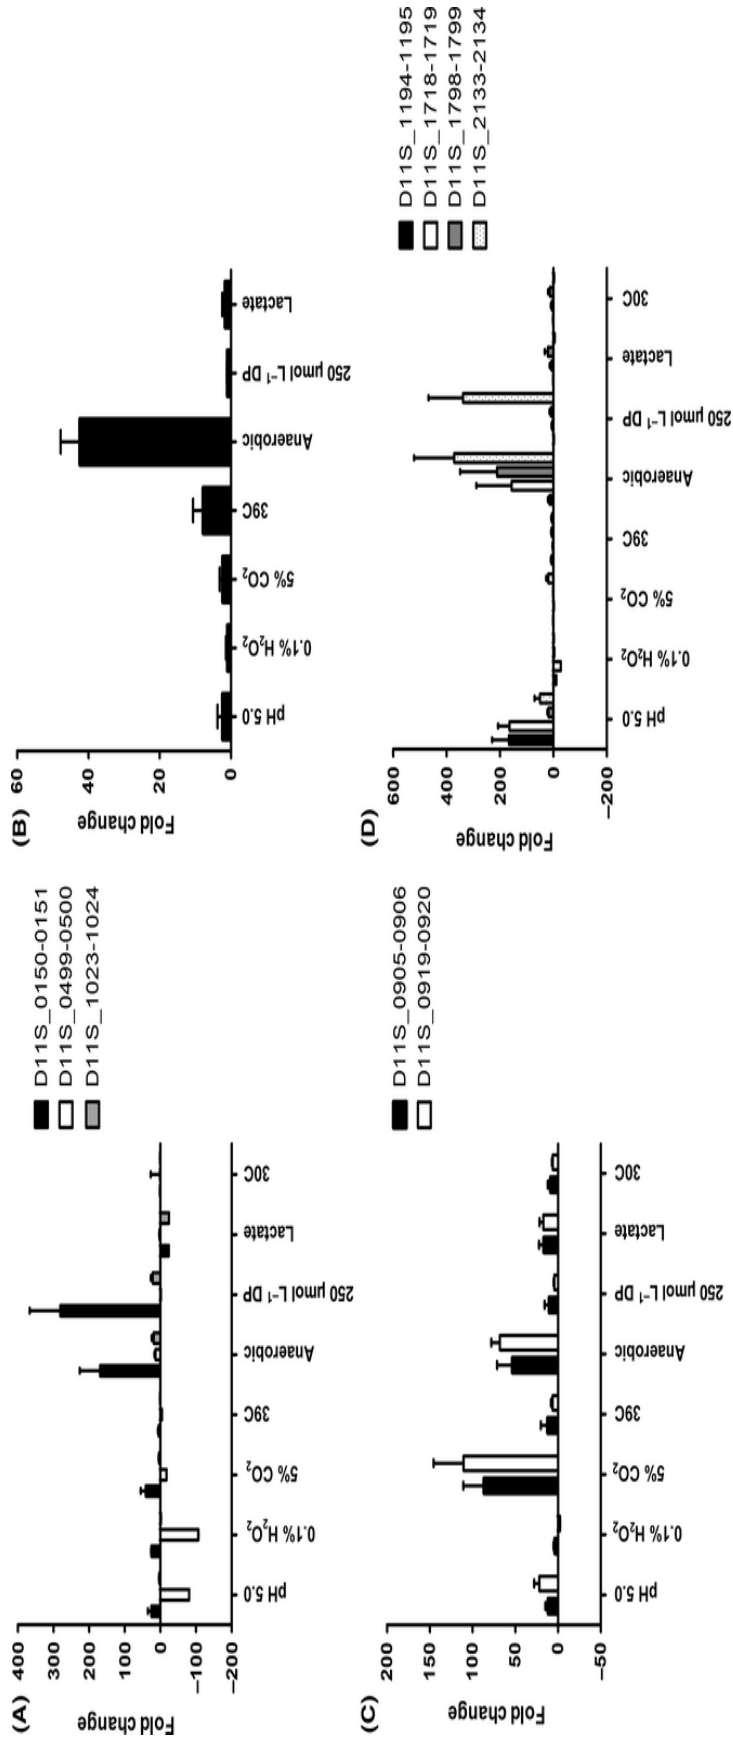 (A)
Fold change
400
300
200
100
0
−100
−200
pH 5.0
0.1% H₂O₂
5% CO₂
39C
Anaerobic
250 µmol L⁻¹ DP
Lactate
30C
D11S_0150-0151
D11S_0499-0500
D11S_1023-1024
(B)
Fold change
60
40
20
0
pH 5.0
0.1% H₂O₂
5% CO₂
39C
Anaerobic
250 µmol L⁻¹ DP
Lactate
(C)
Fold change
200
150
100
50
0
−50
pH 5.0
0.1% H₂O₂
5% CO₂
39C
Anaerobic
250 µmol L⁻¹ DP
Lactate
30C
D11S_0905-0906
D11S_0919-0920
(D)
Fold change
600
400
200
0
−200
pH 5.0
0.1% H₂O₂
5% CO₂
39C
Anaerobic
250 µmol L⁻¹ DP
Lactate
30C
D11S_1194-1195
D11S_1718-1719
D11S_1798-1799
D11S_2133-2134